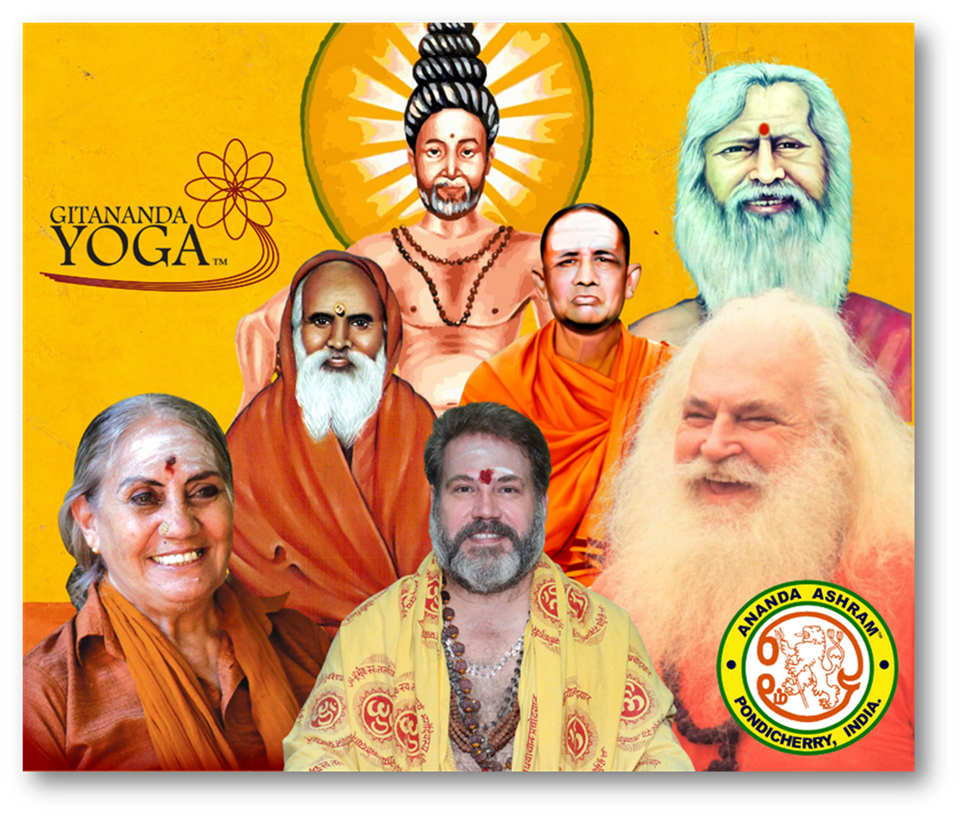 GITANANDA
YOGA™
ANANDA ASHRAM™
PONDICHERRY, INDIA.